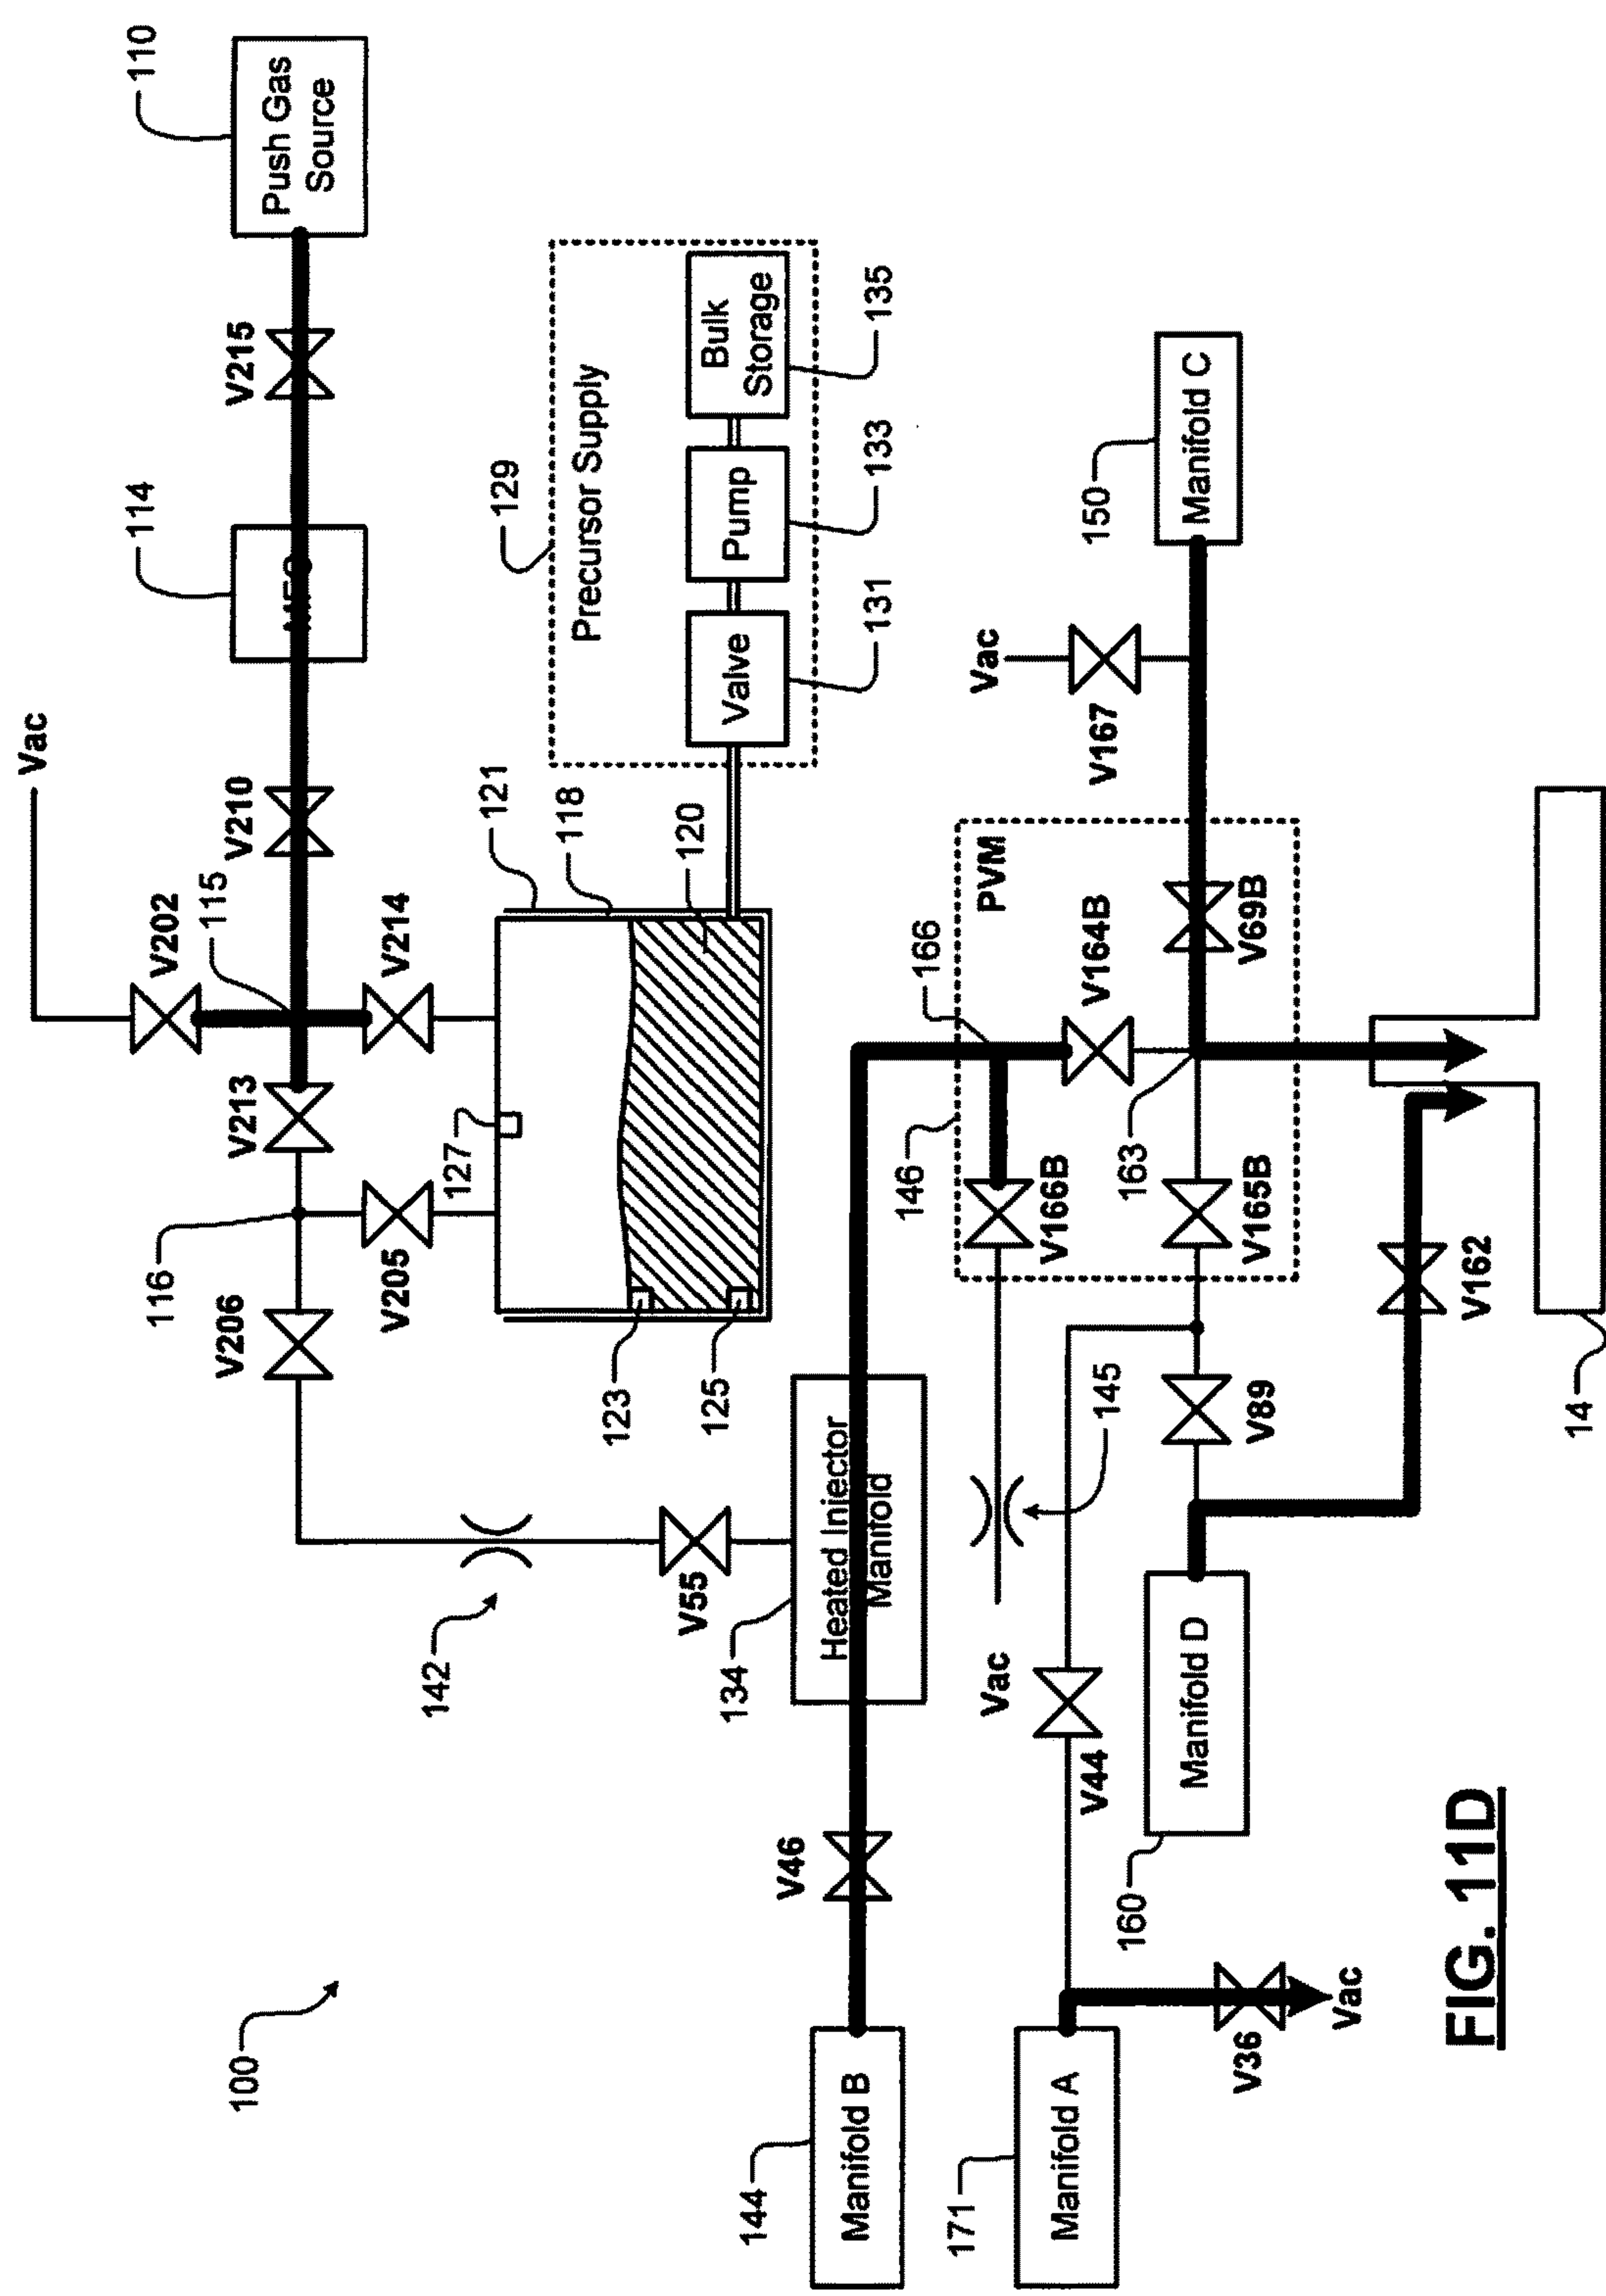 110
Push Gas
Source
V215
114
Vac
V210
V202
115
V214
V213
116
V205
V206
127
121
118
120
123
125
129
Precursor Supply
Bulk
Storage
Pump
Valve
135
133
131
142
V55
134
Heated Injector
Manifold
V46
144
Manifold B
100
166
PVM
V164B
146
V166B
163
V165B
V69B
150
Manifold C
Vac
V167
145
Vac
V44
V89
V162
160
Manifold D
171
Manifold A
V36
Vac
14
FIG. 11D